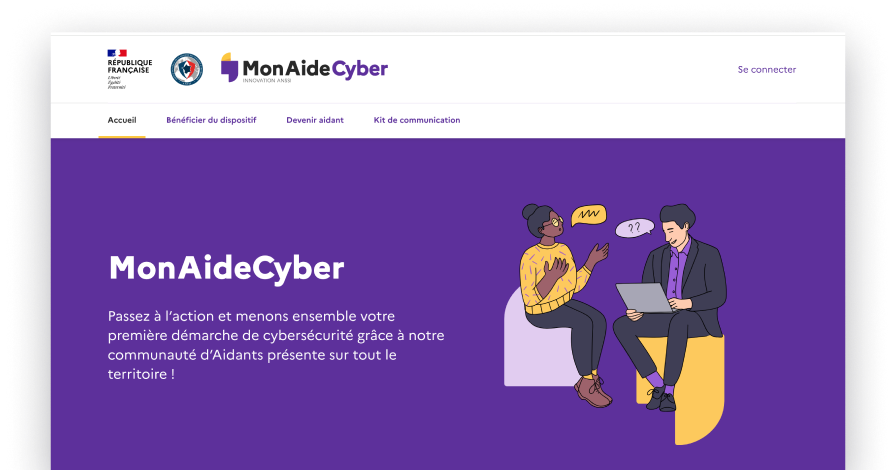 RÉPUBLIQUE
FRANÇAISE
Liberté
Égalité
Fraternité
MonAideCyber
INNOVATION ANSSI
Se connecter
Accueil
Bénéficier du dispositif
Devenir aidant
Kit de communication
??
MonAideCyber
Passez à l’action et menons ensemble votre
première démarche de cybersécurité grâce à notre
communauté d’Aidants présente sur tout le
territoire !